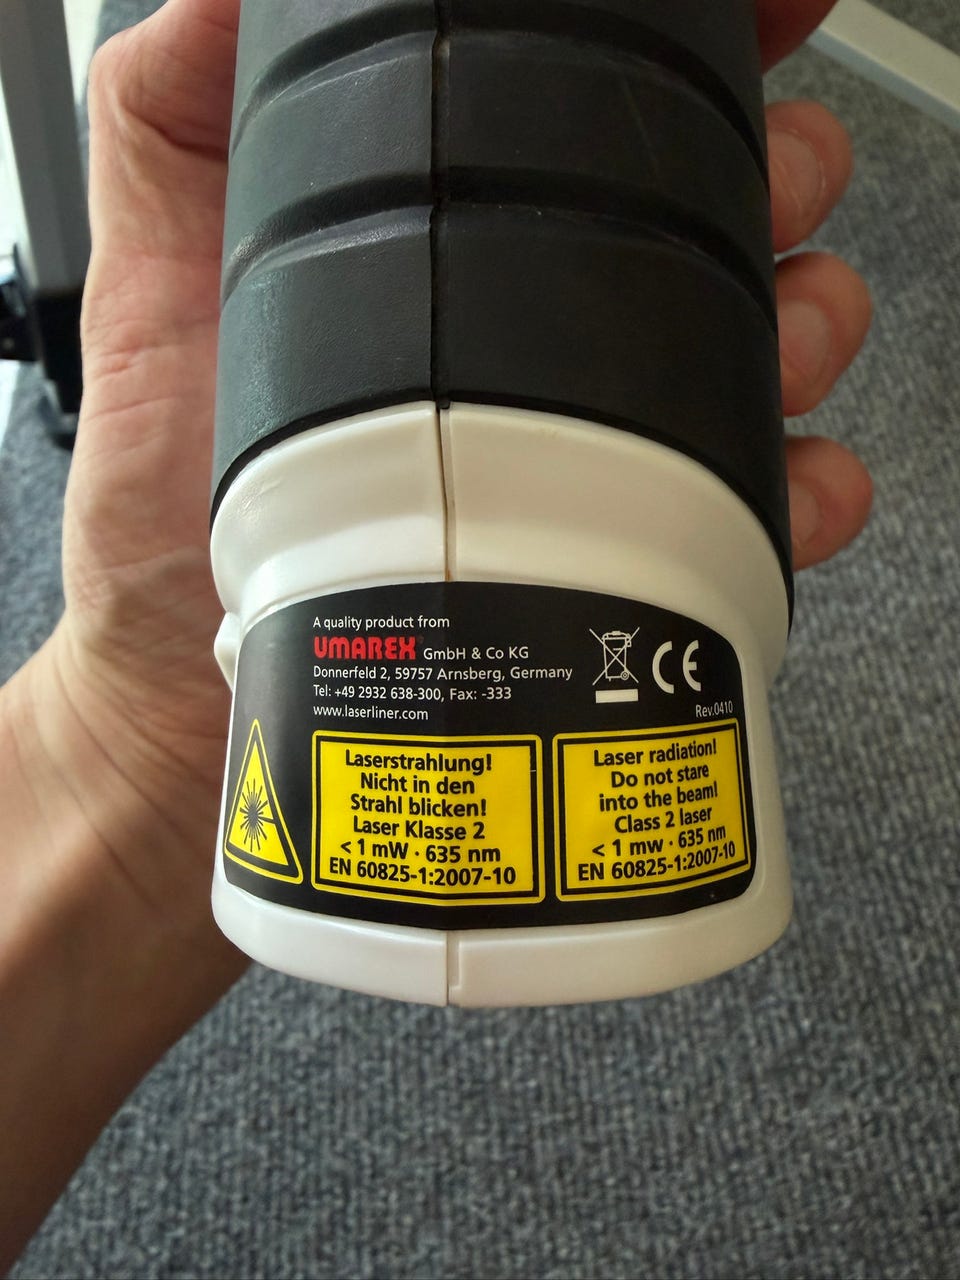 A quality product from
UMAREX® GmbH & Co KG
Donnerfeld 2, 59757 Arnsberg, Germany
Tel: +49 2932 638-300, Fax: -333
www.laserliner.com
CE
Rev.0410
Laserstrahlung!
Nicht in den
Strahl blicken!
Laser Klasse 2
< 1 mW · 635 nm
EN 60825-1:2007-10
Laser radiation!
Do not stare
into the beam!
Class 2 laser
< 1 mw · 635 nm
EN 60825-1:2007-10